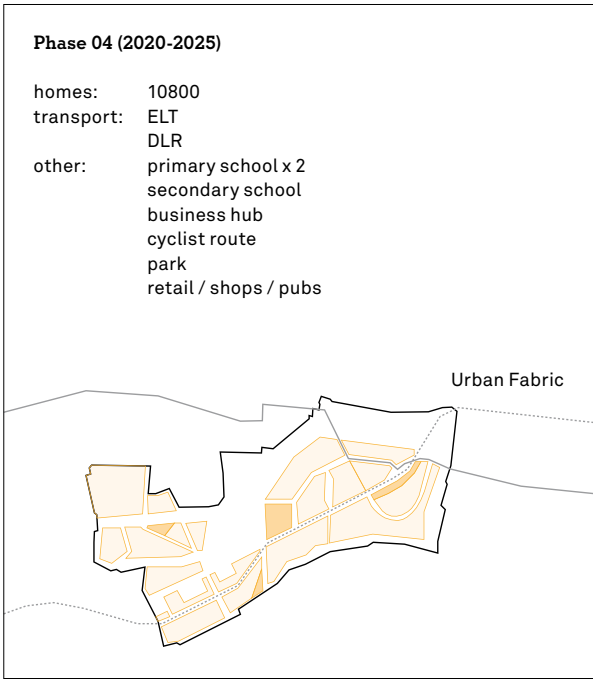 Phase 04 (2020-2025)
homes: 10800
transport: ELT
DLR
other: primary school x 2
secondary school
business hub
cyclist route
park
retail / shops / pubs
Urban Fabric